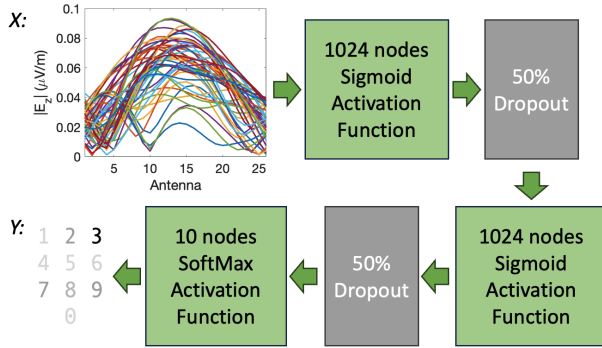 X:
0.1
0.08
0.06
0.04
0.02
0
|E_z| (μV/m)
5 10 15 20 25
Antenna
1024 nodes
Sigmoid
Activation
Function
50%
Dropout
1024 nodes
Sigmoid
Activation
Function
50%
Dropout
10 nodes
SoftMax
Activation
Function
Y:
1 2 3
4 5 6
7 8 9
0